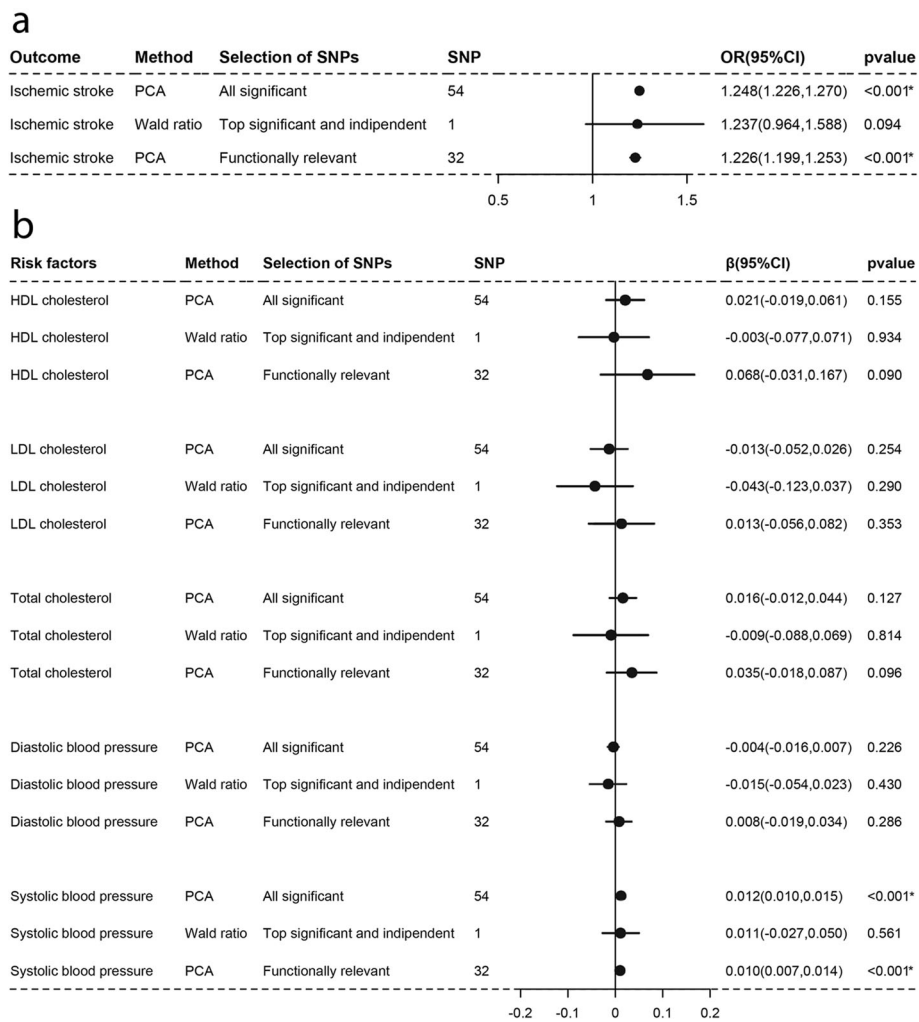 a
Outcome Method Selection of SNPs SNP OR(95%CI) pvalue
Ischemic stroke PCA All significant 54 1.248(1.226,1.270) <0.001*
Ischemic stroke Wald ratio Top significant and indipendent 1 1.237(0.964,1.588) 0.094
Ischemic stroke PCA Functionally relevant 32 1.226(1.199,1.253) <0.001*
0.5 1 1.5
b
Risk factors Method Selection of SNPs SNP β(95%CI) pvalue
HDL cholesterol PCA All significant 54 0.021(-0.019,0.061) 0.155
HDL cholesterol Wald ratio Top significant and indipendent 1 -0.003(-0.077,0.071) 0.934
HDL cholesterol PCA Functionally relevant 32 0.068(-0.031,0.167) 0.090
LDL cholesterol PCA All significant 54 -0.013(-0.052,0.026) 0.254
LDL cholesterol Wald ratio Top significant and indipendent 1 -0.043(-0.123,0.037) 0.290
LDL cholesterol PCA Functionally relevant 32 0.013(-0.056,0.082) 0.353
Total cholesterol PCA All significant 54 0.016(-0.012,0.044) 0.127
Total cholesterol Wald ratio Top significant and indipendent 1 -0.009(-0.088,0.069) 0.814
Total cholesterol PCA Functionally relevant 32 0.035(-0.018,0.087) 0.096
Diastolic blood pressure PCA All significant 54 -0.004(-0.016,0.007) 0.226
Diastolic blood pressure Wald ratio Top significant and indipendent 1 -0.015(-0.054,0.023) 0.430
Diastolic blood pressure PCA Functionally relevant 32 0.008(-0.019,0.034) 0.286
Systolic blood pressure PCA All significant 54 0.012(0.010,0.015) <0.001*
Systolic blood pressure Wald ratio Top significant and indipendent 1 0.011(-0.027,0.050) 0.561
Systolic blood pressure PCA Functionally relevant 32 0.010(0.007,0.014) <0.001*
-0.2 -0.1 0 0.1 0.2